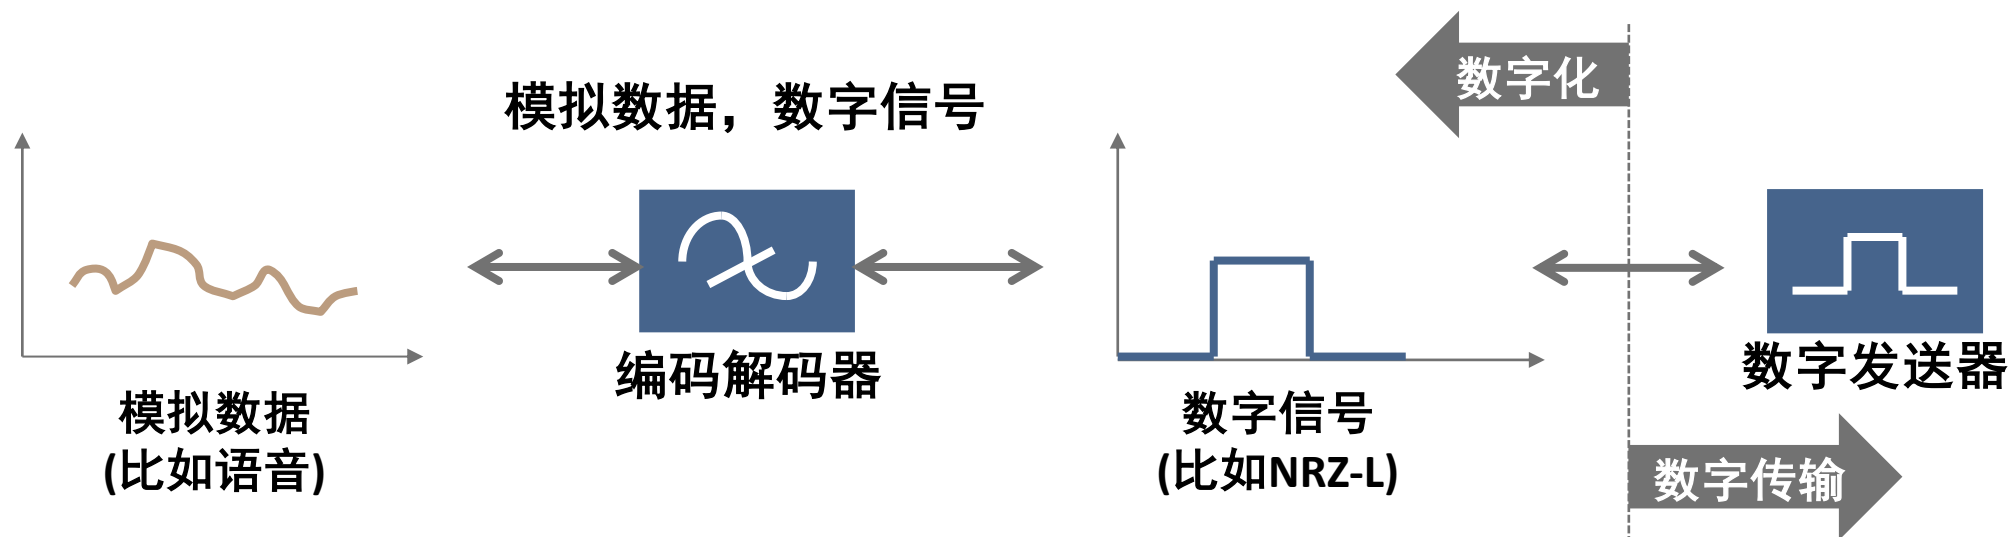 数字化
模拟数据，数字信号
编码解码器
数字发送器
模拟数据
(比如语音)
数字信号
(比如NRZ-L)
数字传输